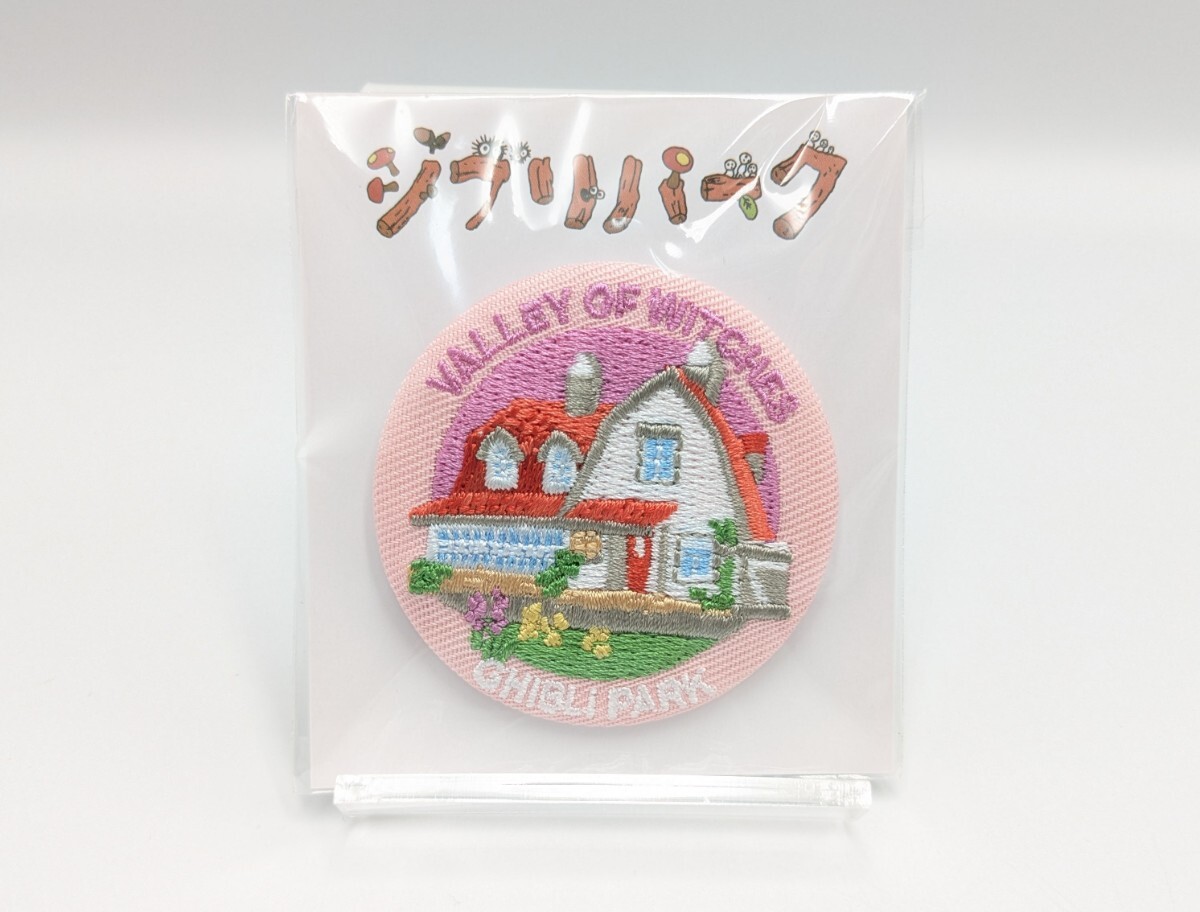 ジブリパーク
VALLEY OF WITCHES
GHIBLI PARK